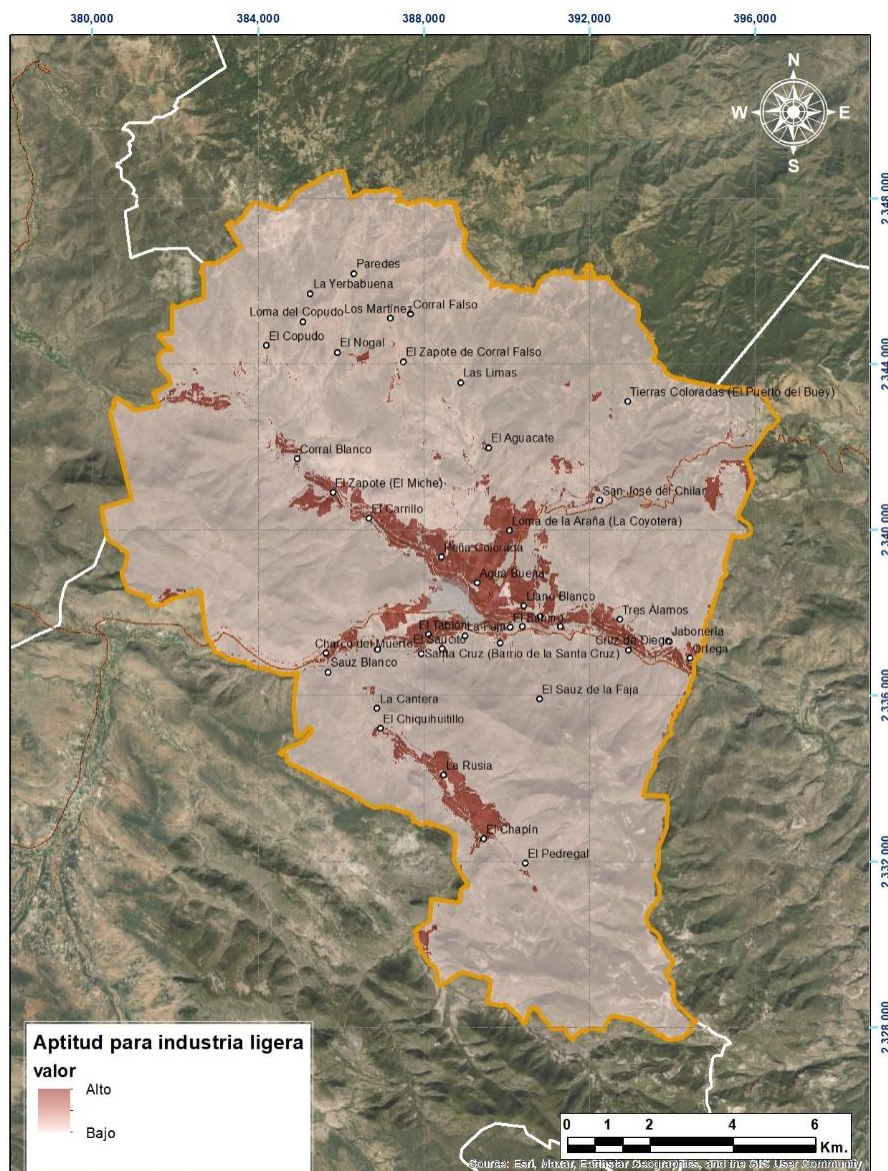 380,000 384,000 388,000 392,000 396,000
N
W E
S
2'348,000
Paredes
La Yerbabuena
Loma del Copudo Los Martínez Corral Falso
El Copudo
El Nogal
El Zapote de Corral Falso
2'344,000
Las Limas
Tierras Coloradas (El Puerto del Buey)
El Aguacate
Corral Blanco
El Zapote (El Miche)
San José del Chilar
El Carrillo
2'340,000
Loma de la Araña (La Coyotera)
Peña Colorada
Agua Buena
Llano Blanco
Tres Álamos
El Tablón La Faja
El Saucito
Charco del Muerto
Cruz de Diego
Jabonería
Santa Cruz (Barrio de la Santa Cruz)
Ortega
Sauz Blanco
2'336,000
El Sauz de la Faja
La Cantera
El Chiquihuitillo
La Rusia
El Chapín
2'332,000
El Pedregal
2'328,000
Aptitud para industria ligera
valor
Alto
Bajo
0 1 2 4 6
Km.
Source: Esri, Maxar, Earthstar Geographics, and the GIS User Community